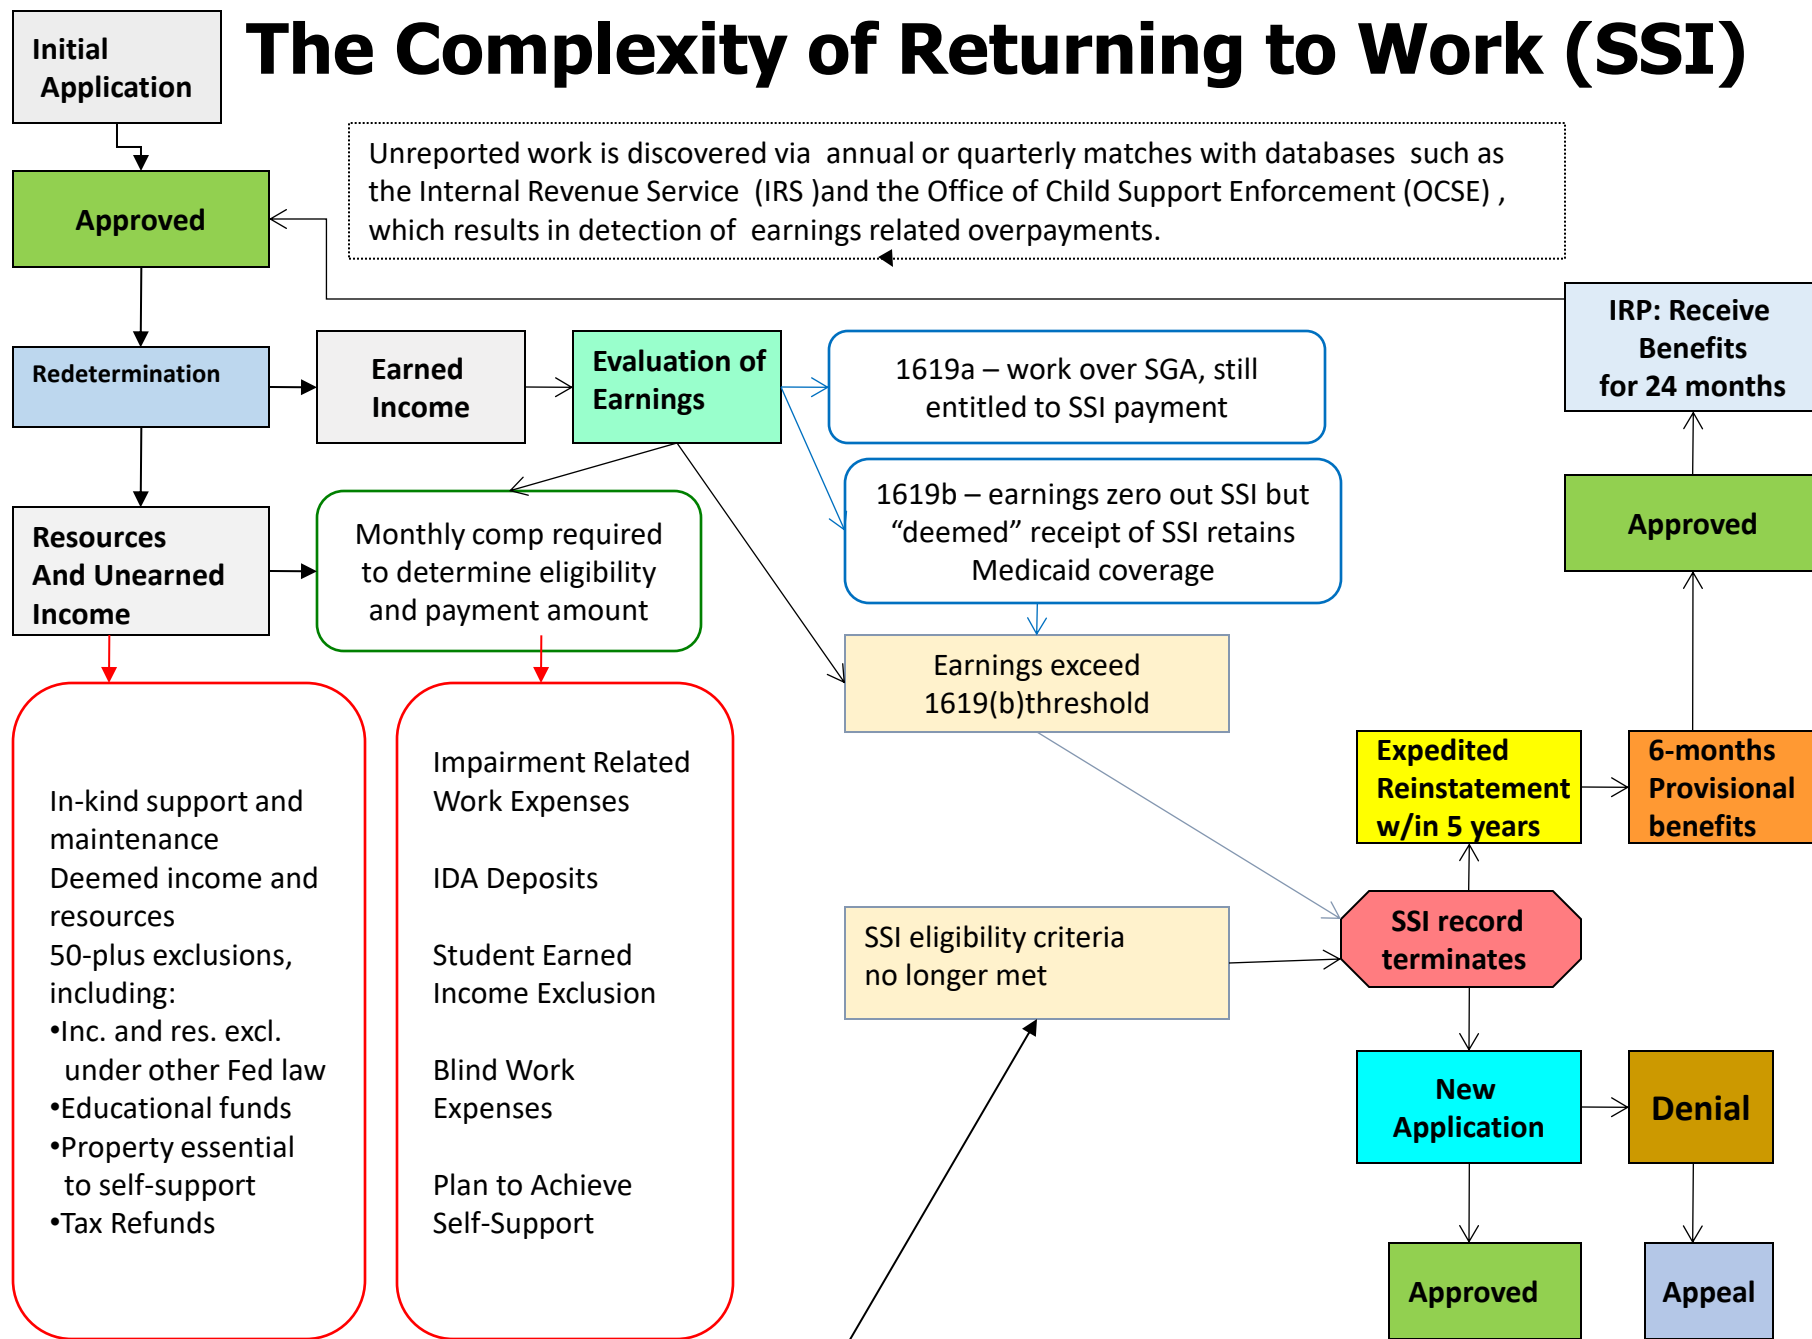 The Complexity of Returning to Work (SSI)
Initial
Application
Unreported work is discovered via annual or quarterly matches with databases such as
the Internal Revenue Service (IRS )and the Office of Child Support Enforcement (OCSE) ,
which results in detection of earnings related overpayments.
Approved
IRP: Receive
Benefits
for 24 months
Redetermination
Earned
Income
Evaluation of
Earnings
1619a – work over SGA, still
entitled to SSI payment
1619b – earnings zero out SSI but
“deemed” receipt of SSI retains
Medicaid coverage
Approved
Resources
And Unearned
Income
Monthly comp required
to determine eligibility
and payment amount
Earnings exceed
1619(b)threshold
Expedited
Reinstatement
w/in 5 years
6-months
Provisional
benefits
In-kind support and
maintenance
Deemed income and
resources
50-plus exclusions,
including:
•Inc. and res. excl.
under other Fed law
•Educational funds
•Property essential
to self-support
•Tax Refunds
Impairment Related
Work Expenses
IDA Deposits
Student Earned
Income Exclusion
Blind Work
Expenses
Plan to Achieve
Self-Support
SSI eligibility criteria
no longer met
SSI record
terminates
New
Application
Denial
Approved
Appeal